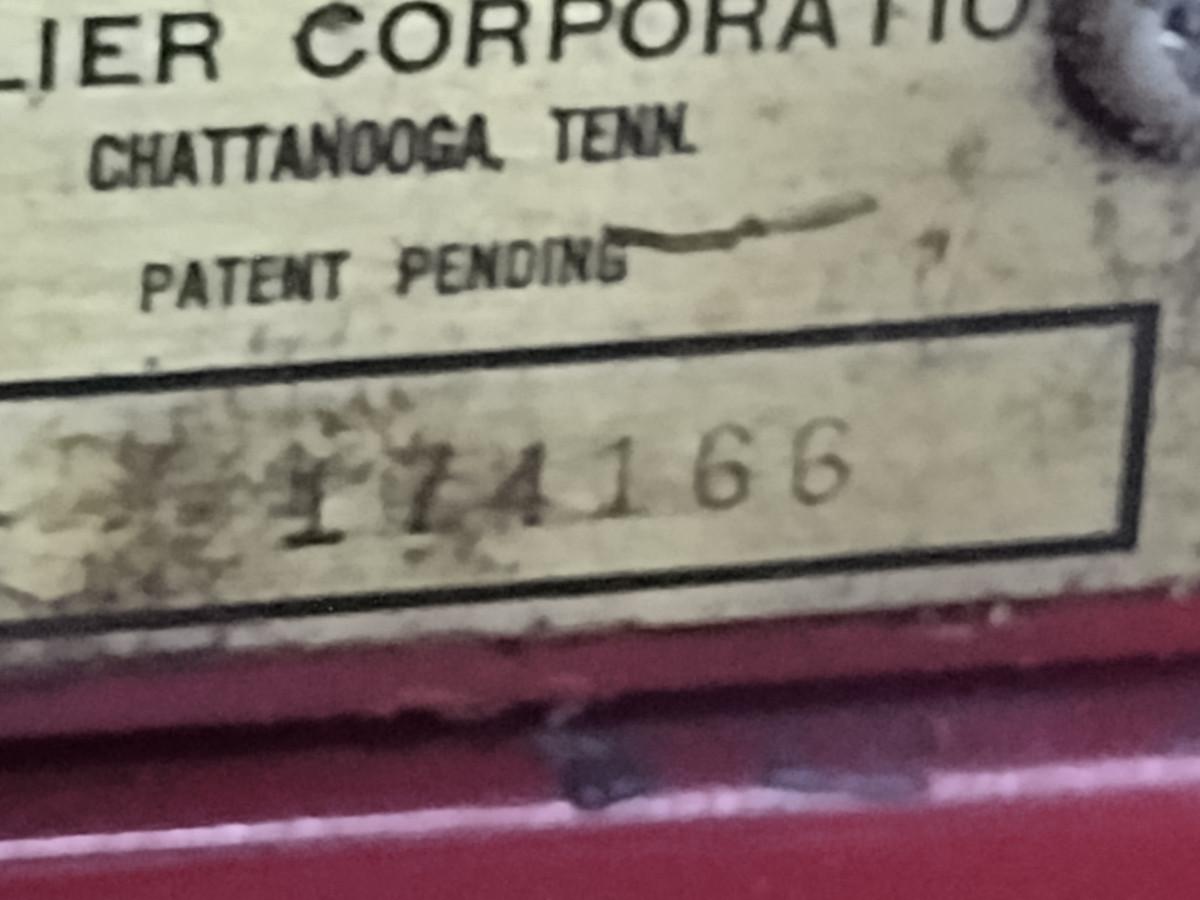 LIER CORPORATIO
CHATTANOOGA, TENN.
PATENT PENDING
174166